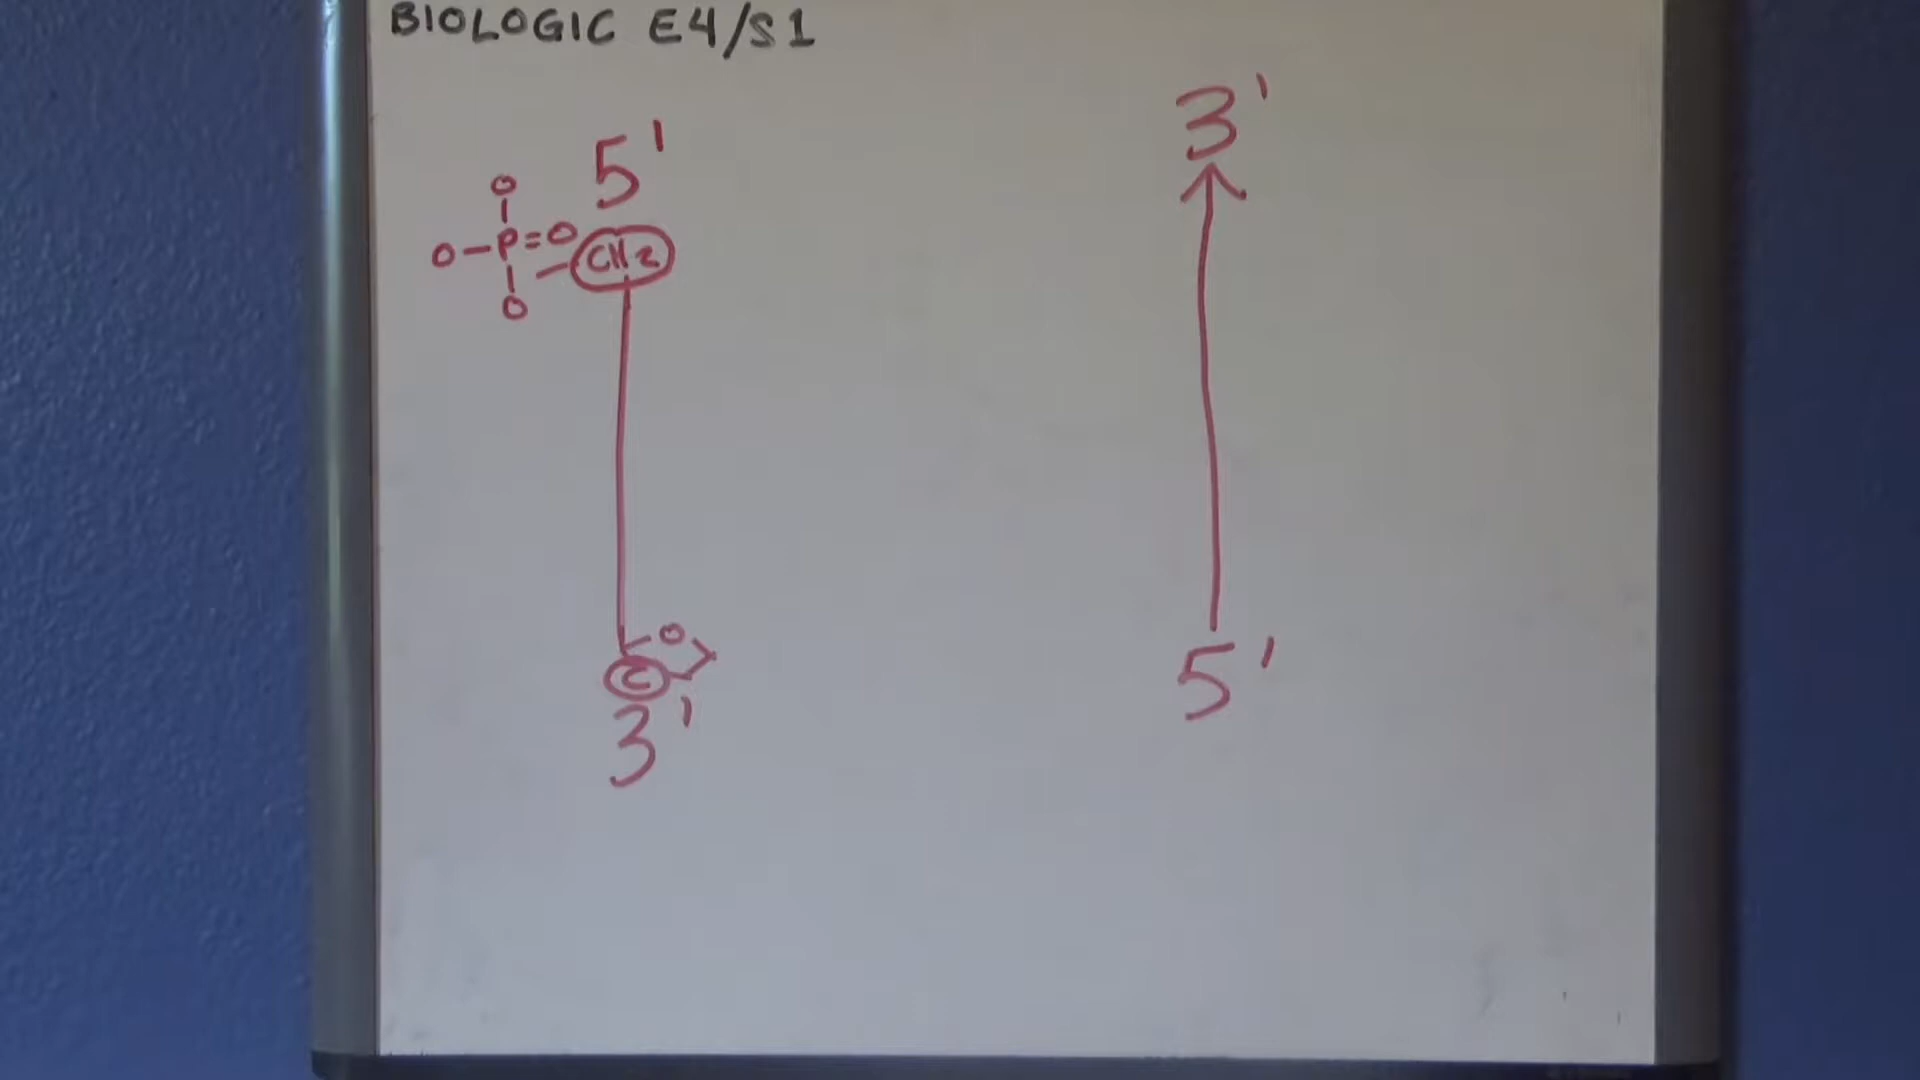 BIOLOGIC E4/S1
5'
3'
O
O-P=O
CH2
O
O
C
3'
5'